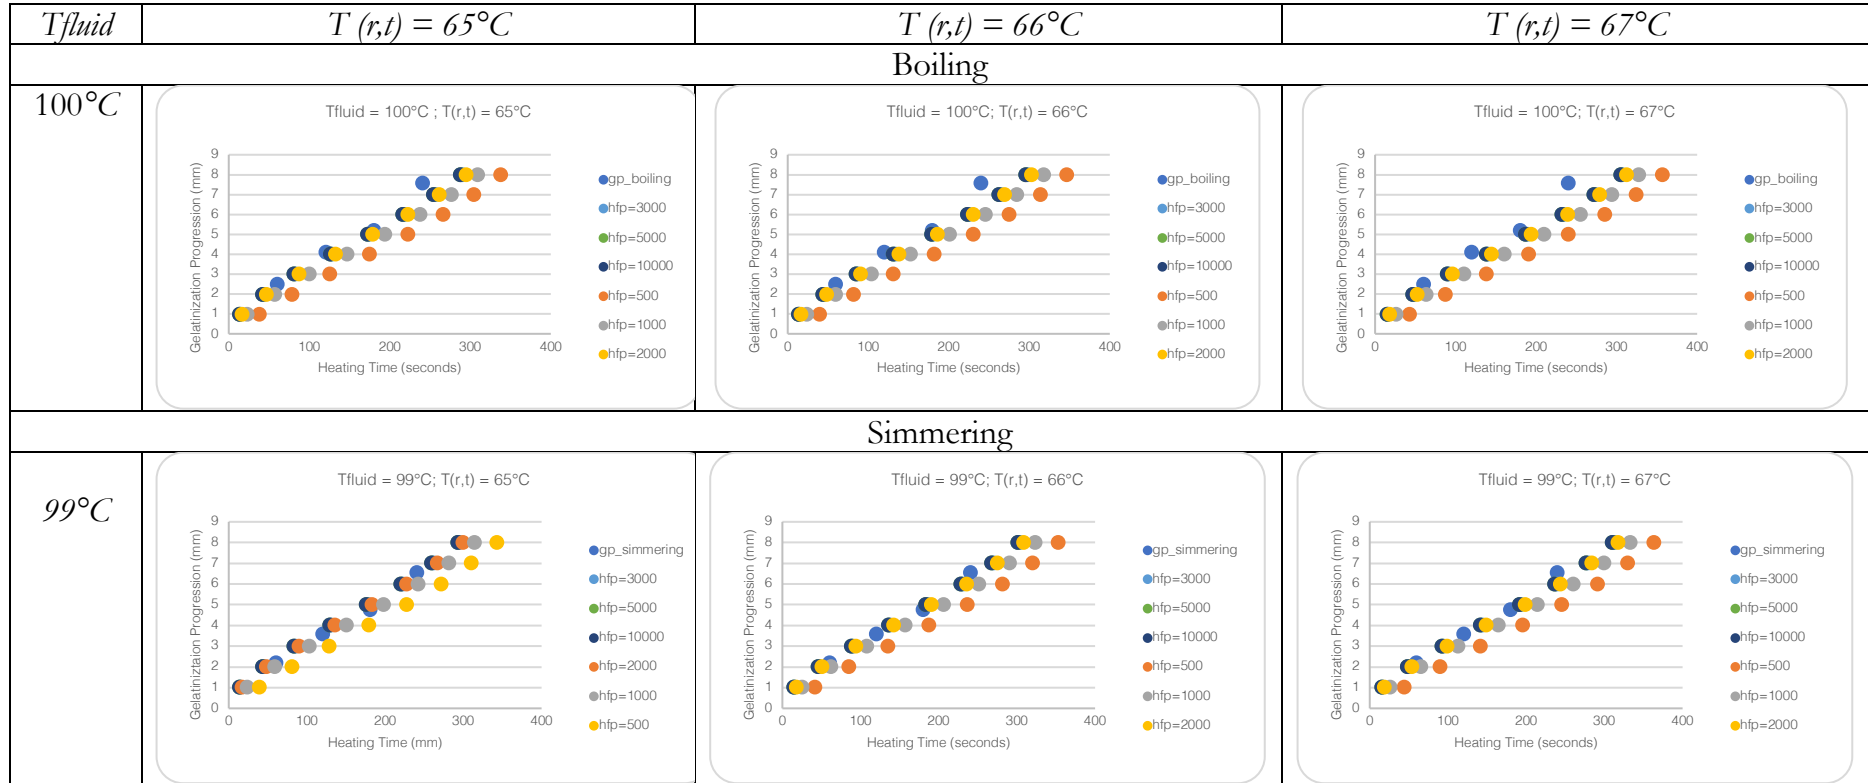 Tfluid T (r,t) = 65°C T (r,t) = 66°C T (r,t) = 67°C
Boiling
100°C
Tfluid = 100°C ; T(r,t) = 65°C
Gelatinization Progression (mm)
9
8
7
6
5
4
3
2
1
0
0 100 200 300 400
Heating Time (seconds)
gp_boiling
hfp=3000
hfp=5000
hfp=10000
hfp=500
hfp=1000
hfp=2000
Tfluid = 100°C; T(r,t) = 66°C
Gelatinization Progression (mm)
9
8
7
6
5
4
3
2
1
0
0 100 200 300 400
Heating Time (seconds)
gp_boiling
hfp=3000
hfp=5000
hfp=10000
hfp=500
hfp=1000
hfp=2000
Tfluid = 100°C; T(r,t) = 67°C
Gelatinization Progression (mm)
9
8
7
6
5
4
3
2
1
0
0 100 200 300 400
Heating Time (seconds)
gp_boiling
hfp=3000
hfp=5000
hfp=10000
hfp=500
hfp=1000
hfp=2000
Simmering
99°C
Tfluid = 99°C; T(r,t) = 65°C
Gelatiniztaion Progression (mm)
9
8
7
6
5
4
3
2
1
0
0 100 200 300 400
Heating Time (mm)
gp_simmering
hfp=3000
hfp=5000
hfp=10000
hfp=2000
hfp=1000
hfp=500
Tfluid = 99°C; T(r,t) = 66°C
Gelatinization Progression (mm)
9
8
7
6
5
4
3
2
1
0
0 100 200 300 400
Heating Time (seconds)
gp_simmering
hfp=3000
hfp=5000
hfp=10000
hfp=500
hfp=1000
hfp=2000
Tfluid = 99°C; T(r,t) = 67°C
Gelatinization Progression (mm)
9
8
7
6
5
4
3
2
1
0
0 100 200 300 400
Heating Time (seconds)
gp_simmering
hfp=3000
hfp=5000
hfp=10000
hfp=500
hfp=1000
hfp=2000